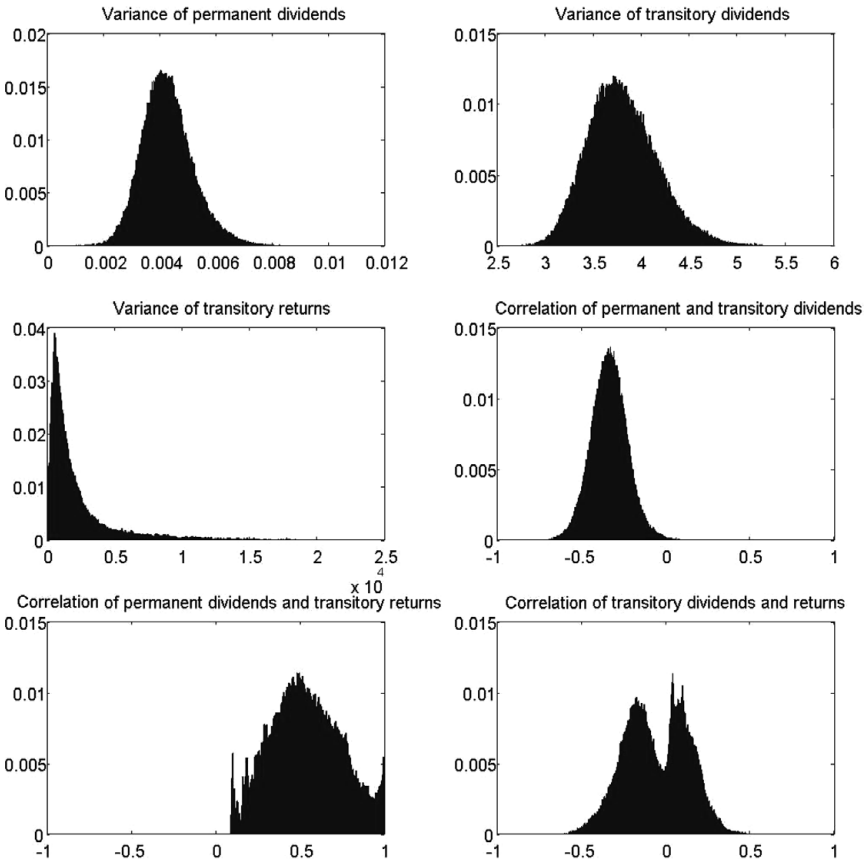 Variance of permanent dividends
Variance of transitory dividends
0.02
0.015
0.01
0.005
0
0 0.002 0.004 0.006 0.008 0.01 0.012
0.015
0.01
0.005
0
2.5 3 3.5 4 4.5 5 5.5 6
Variance of transitory returns
Correlation of permanent and transitory dividends
0.04
0.03
0.02
0.01
0
0 0.5 1 1.5 2 2.5
x 10 4
0.015
0.01
0.005
0
-1 -0.5 0 0.5 1
Correlation of permanent dividends and transitory returns
Correlation of transitory dividends and returns
0.015
0.01
0.005
0
-1 -0.5 0 0.5 1
0.015
0.01
0.005
0
-1 -0.5 0 0.5 1